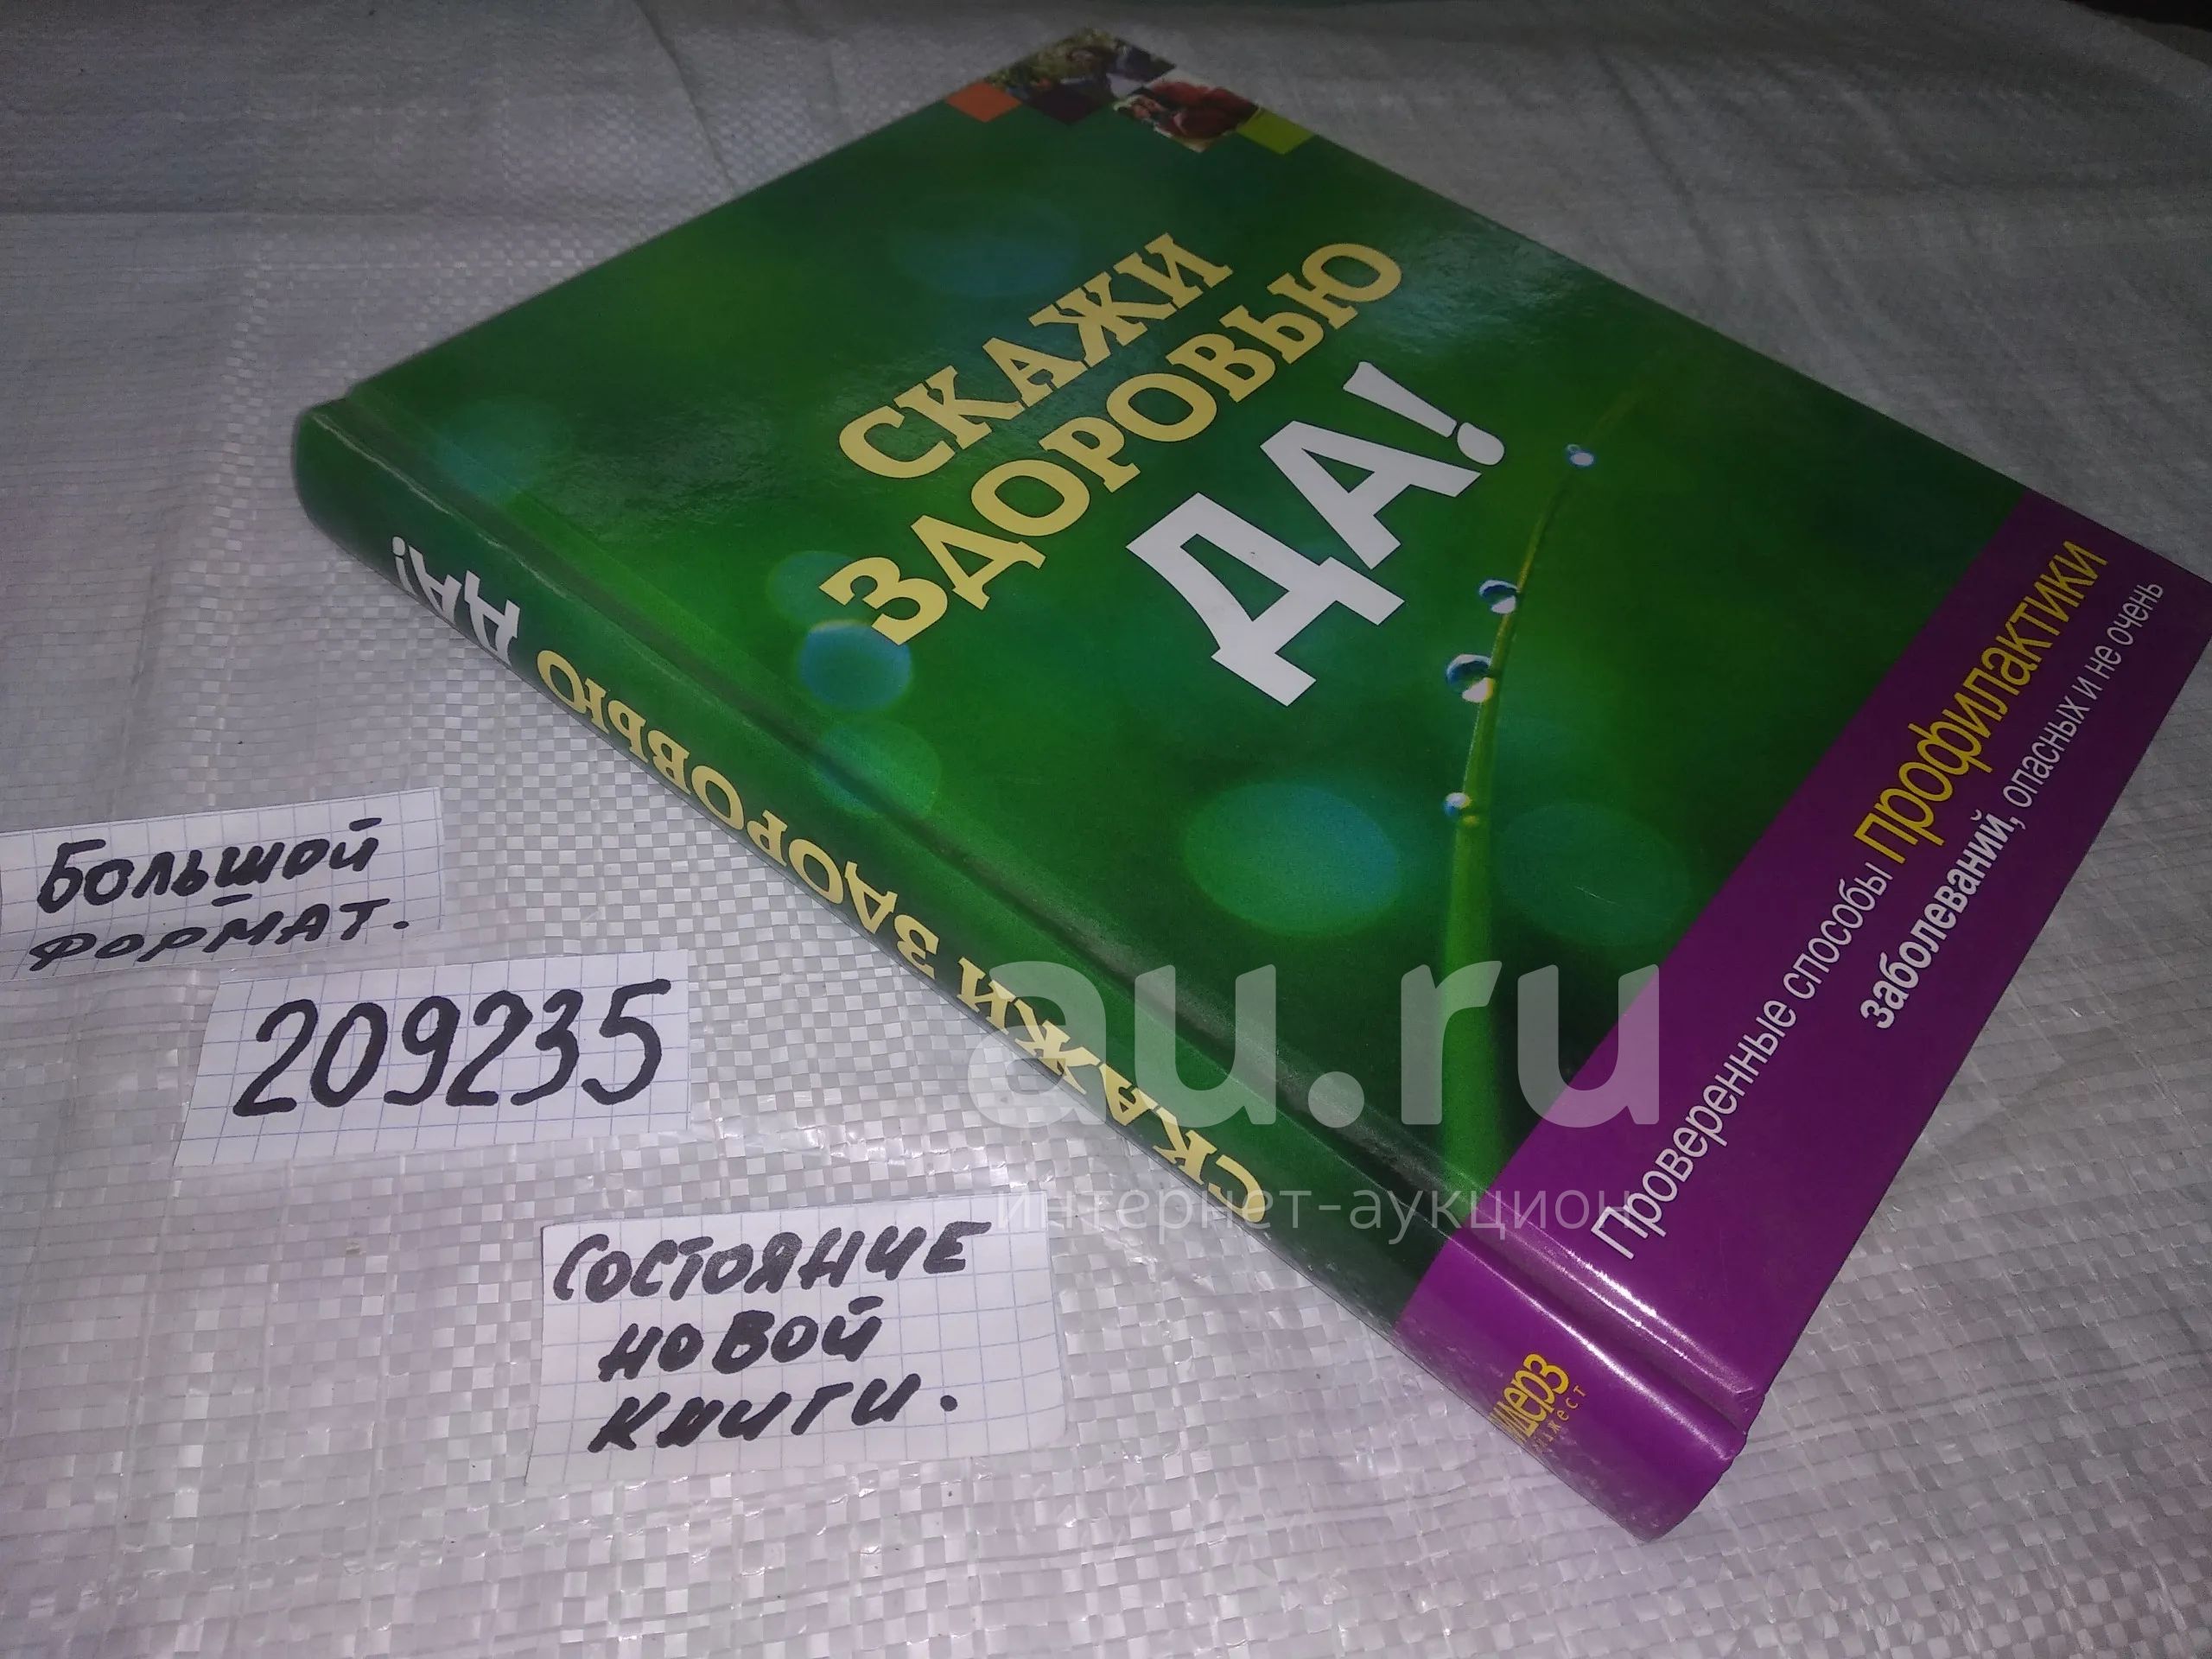 СКАЖИ
ЗДОРОВЬЮ
ДА!
Проверенные способы профилактики
заболеваний, опасных и не очень
СКАЖИ ЗДОРОВЬЮ ДА!
БОЛЬШОЙ
ФОРМАТ.
209235
СОСТОЯНИЕ
НОВОЙ
КНИГИ.
au.ru
интернет-аукцион